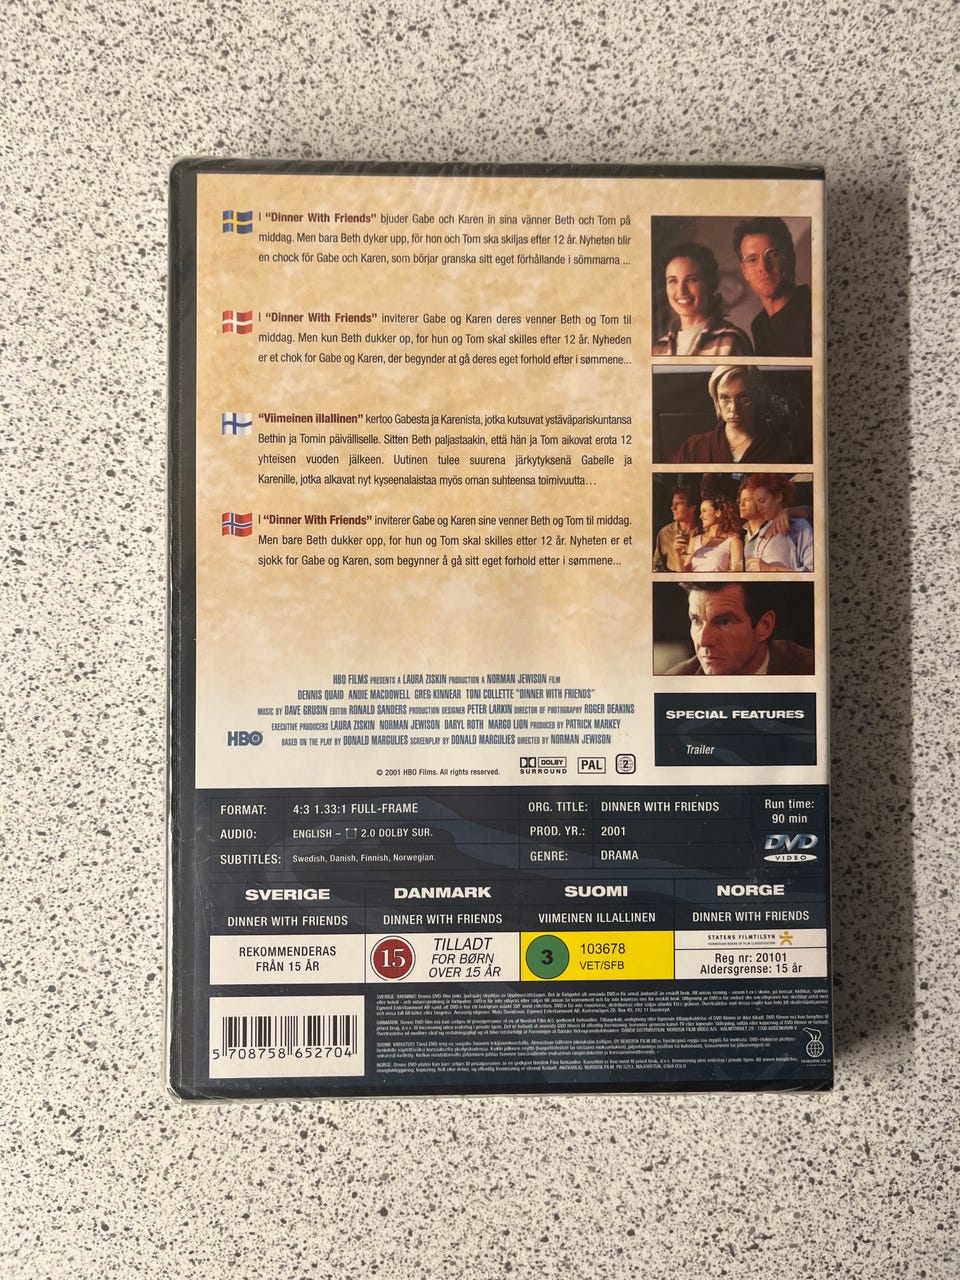 I "Dinner With Friends" bjuder Gabe och Karen in sina vänner Beth och Tom på
middag. Men bara Beth dyker upp, för hon och Tom ska skiljas efter 12 år. Nyheten blir
en chock för Gabe och Karen, som börjar granska sitt eget förhållande i sömmarna ...
I "Dinner With Friends" inviterer Gabe og Karen deres venner Beth og Tom til
middag. Men kun Beth dukker op, for hun og Tom skal skilles efter 12 år. Nyheden
er et chok for Gabe og Karen, der begynder at gå deres eget forhold efter i sømmene...
"Viimeinen illallinen" kertoo Gabesta ja Karenista, jotka kutsuvat ystäväpariskuntansa
Bethin ja Tomin päivälliselle. Sitten Beth paljastaakin, että hän ja Tom aikovat erota 12
yhteisen vuoden jälkeen. Uutinen tulee suurena järkytyksenä Gabelle ja
Karenille, jotka alkavat nyt kyseenalaistaa myös oman suhteensa toimivuutta...
I "Dinner With Friends" inviterer Gabe og Karen sine venner Beth og Tom til middag.
Men bare Beth dukker opp, for hun og Tom skal skilles etter 12 år. Nyheten er et
sjokk for Gabe og Karen, som begynner å gå sitt eget forhold etter i sømmene...
HBO FILMS PRESENTS A LAURA ZISKIN PRODUCTION A NORMAN JEWISON FILM
DENNIS QUAID ANDIE MACDOWELL GREG KINNEAR TONI COLLETTE "DINNER WITH FRIENDS"
MUSIC BY DAVE GRUSIN EDITOR RONALD SANDERS PRODUCTION DESIGNER PETER LARKIN DIRECTOR OF PHOTOGRAPHY ROGER DEAKINS
EXECUTIVE PRODUCERS LAURA ZISKIN NORMAN JEWISON DARYL ROTH MARGO LION PRODUCED BY PATRICK MARKEY
BASED ON THE PLAY BY DONALD MARGULIES SCREENPLAY BY DONALD MARGULIES DIRECTED BY NORMAN JEWISON
HBO
© 2001 HBO Films. All rights reserved.
DOLBY SURROUND
PAL
2
SPECIAL FEATURES
Trailer
FORMAT: 4:3 1.33:1 FULL-FRAME
AUDIO: ENGLISH – 2.0 DOLBY SUR.
SUBTITLES: Swedish, Danish, Finnish, Norwegian.
ORG. TITLE: DINNER WITH FRIENDS
PROD. YR.: 2001
GENRE: DRAMA
Run time:
90 min
DVD
VIDEO
SVERIGE
DINNER WITH FRIENDS
REKOMMENDERAS
FRÅN 15 ÅR
DANMARK
DINNER WITH FRIENDS
15
TILLADT
FOR BØRN
OVER 15 ÅR
SUOMI
VIIMEINEN ILLALLINEN
3
103678
VET/SFB
NORGE
DINNER WITH FRIENDS
STATENS FILMTILSYN
NORWEGIAN BOARD OF FILM CLASSIFICATION
Reg nr: 20101
Aldersgrense: 15 år
5 708758 652704
NORDISK FILM